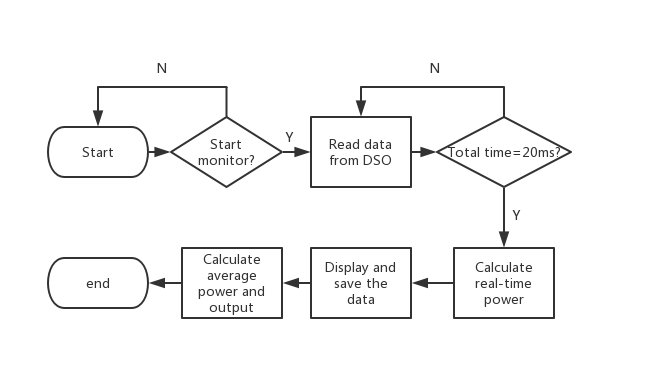 N
N
Start
Start
monitor?
Y
Read data
from DSO
Total time=20ms?
Y
end
Calculate
average
power and
output
Display and
save the
data
Calculate
real-time
power